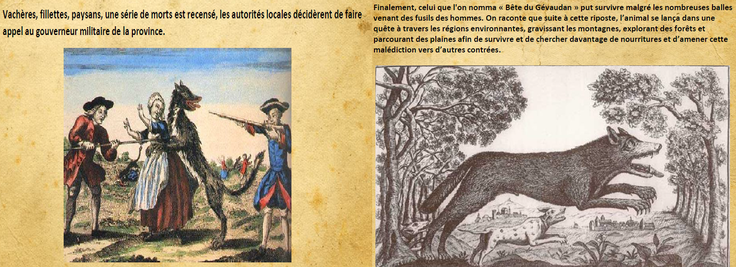 Vachères, fillettes, paysans, une série de morts est recensé, les autorités locales décidèrent de faire
appel au gouverneur militaire de la province.
Finalement, celui que l'on nomma « Bête du Gévaudan » put survivre malgré les nombreuses balles
venant des fusils des hommes. On raconte que suite à cette riposte, l'animal se lança dans une
quête à travers les régions environnantes, gravissant les montagnes, explorant des forêts et
parcourant des plaines afin de survivre et de chercher davantage de nourritures et d'amener cette
malédiction vers d'autres contrées.